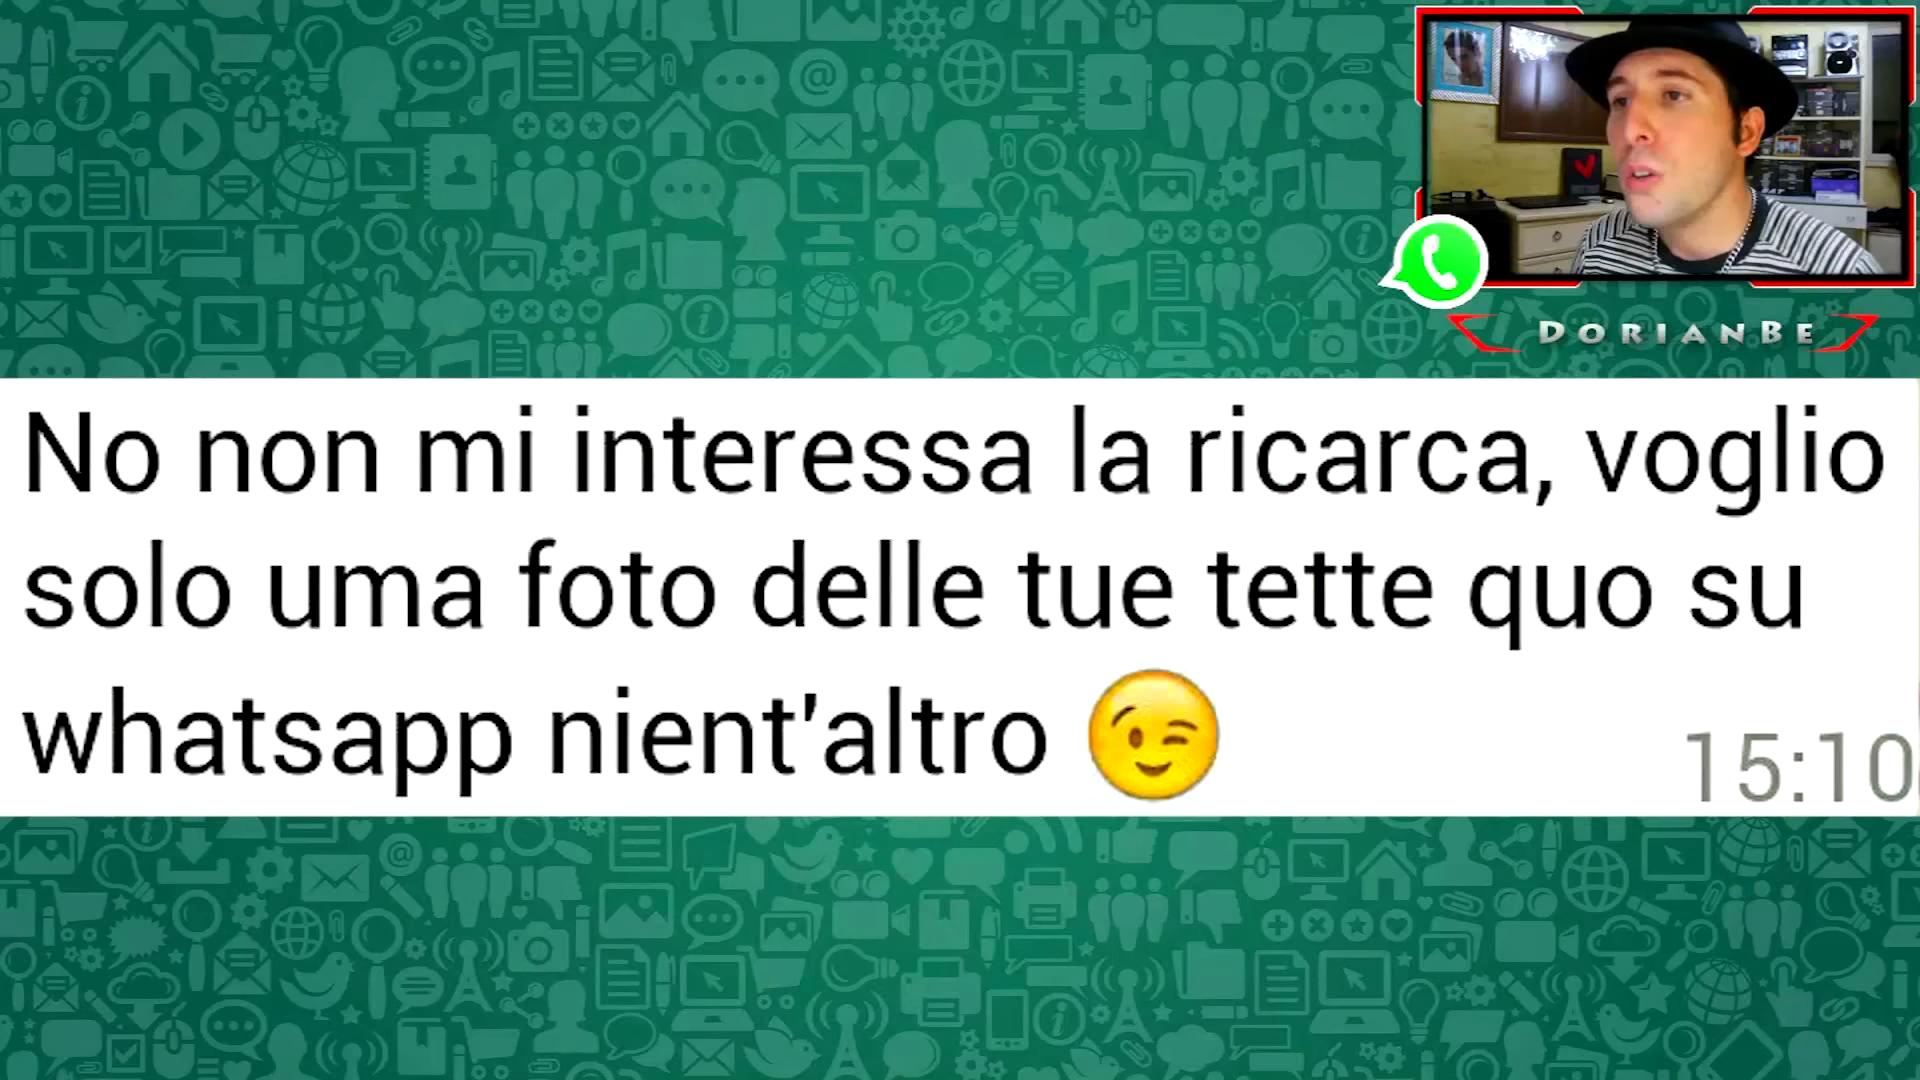 DORIANBE
No non mi interessa la ricarca, voglio
solo uma foto delle tue tette quo su
whatsapp nient'altro 😉
15:10